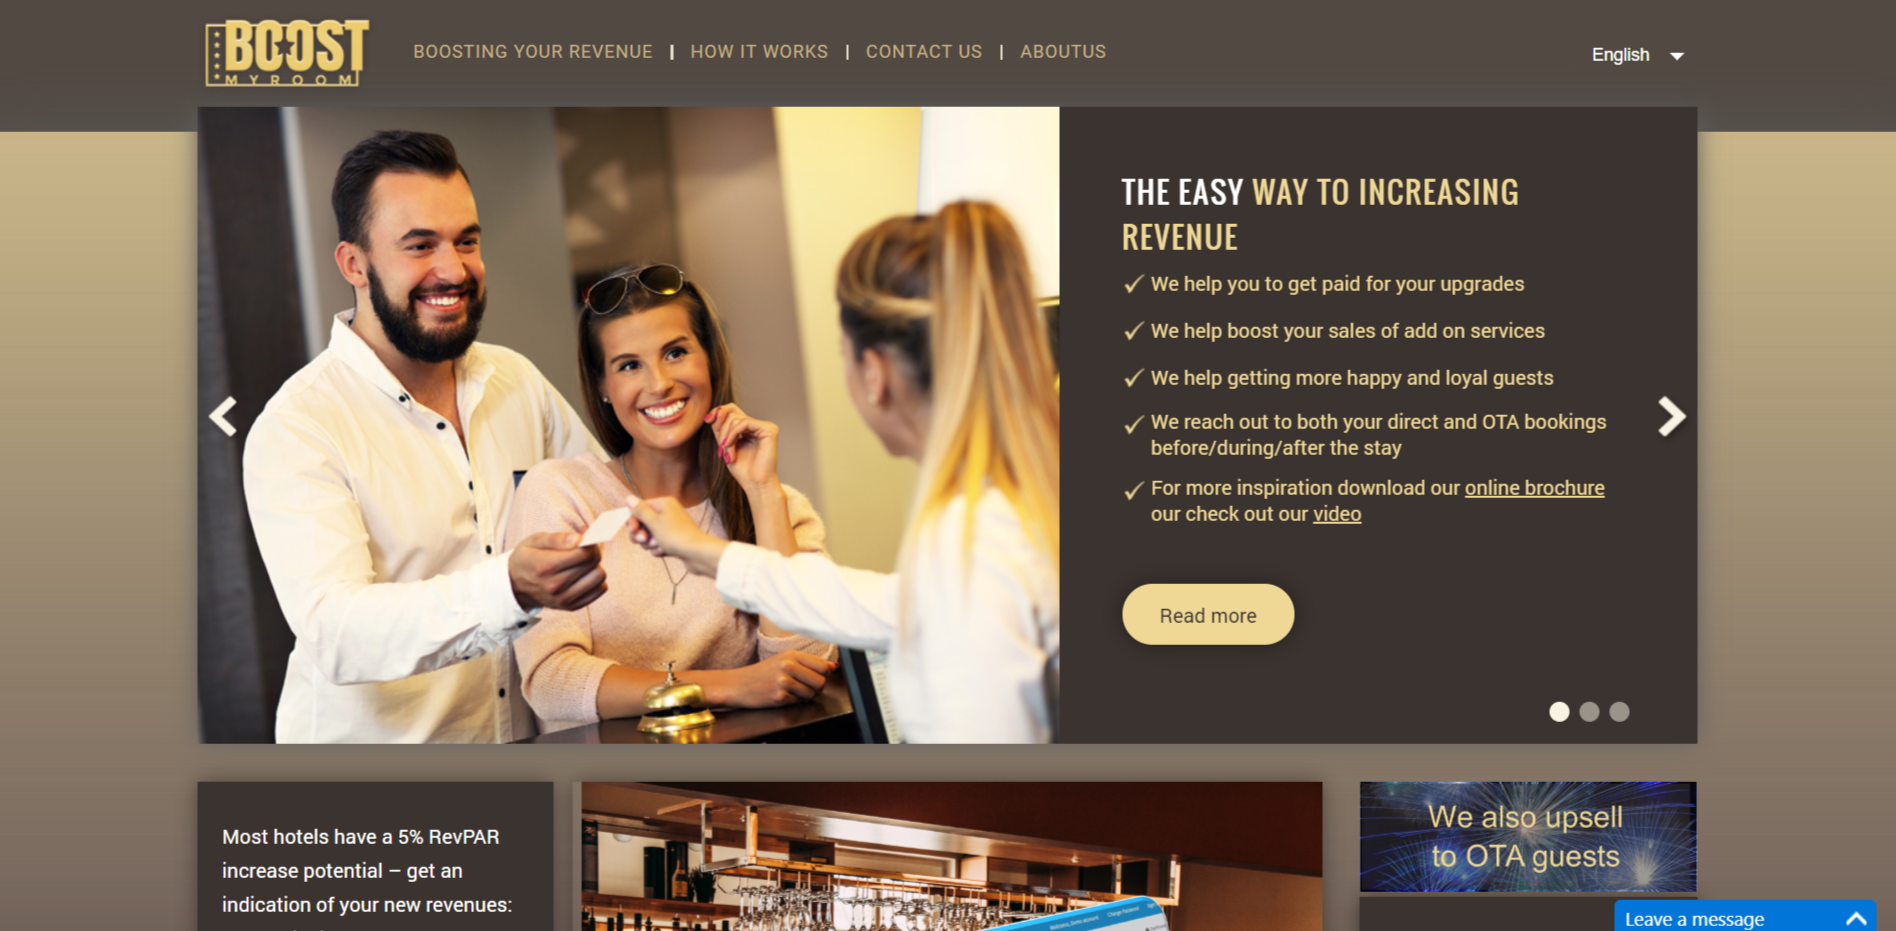 BOOST
MYROOM
BOOSTING YOUR REVENUE | HOW IT WORKS | CONTACT US | ABOUTUS
English
THE EASY WAY TO INCREASING
REVENUE
We help you to get paid for your upgrades
We help boost your sales of add on services
We help getting more happy and loyal guests
We reach out to both your direct and OTA bookings
before/during/after the stay
For more inspiration download our online brochure
our check out our video
Read more
Most hotels have a 5% RevPAR
increase potential – get an
indication of your new revenues:
We also upsell
to OTA guests
Leave a message